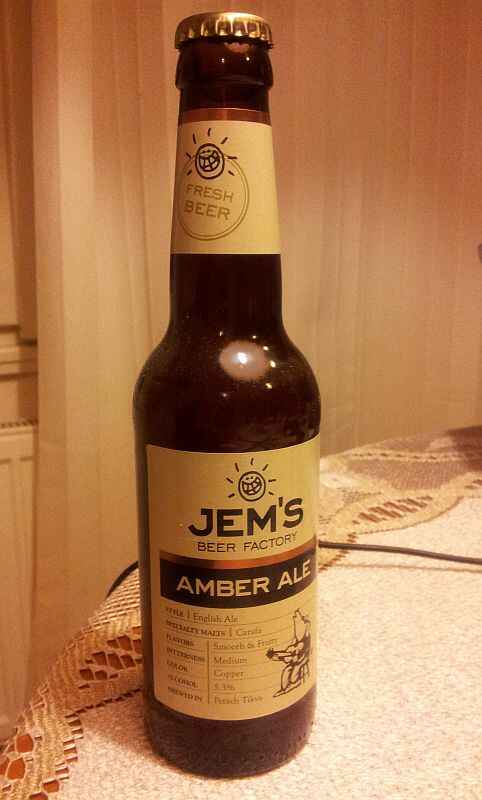 FRESH
BEER
JEM'S
BEER FACTORY
AMBER ALE
STYLE | English Ale
SPECIALTY MALTS | Carafa
FLAVORS Smooth & Fruity
BITTERNESS Medium
COLOR Copper
ALCOHOL 5.3%
BREWED IN Petach Tikva